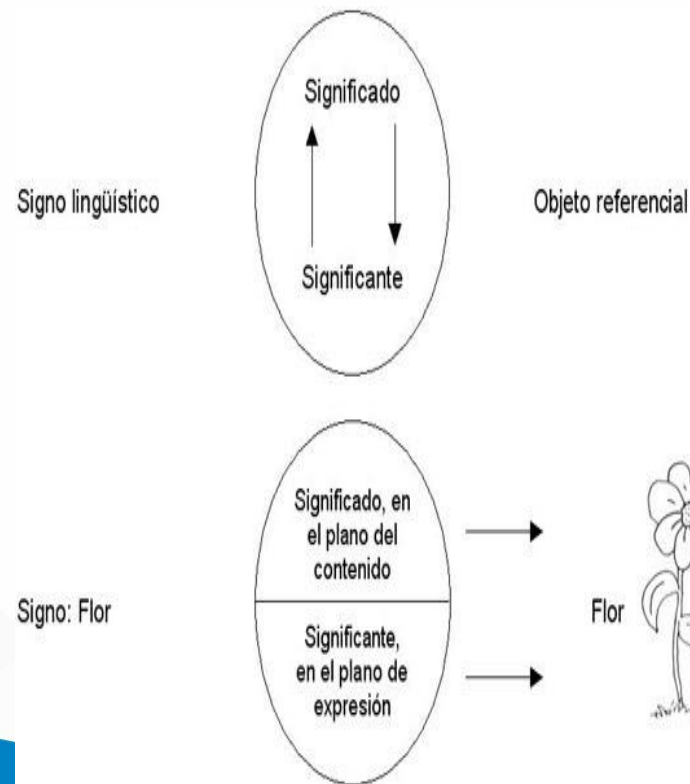 Significado
Signo lingüístico
Objeto referencial
Significante
Significado, en
el plano del
contenido
Signo: Flor
Flor
Significante,
en el plano de
expresión